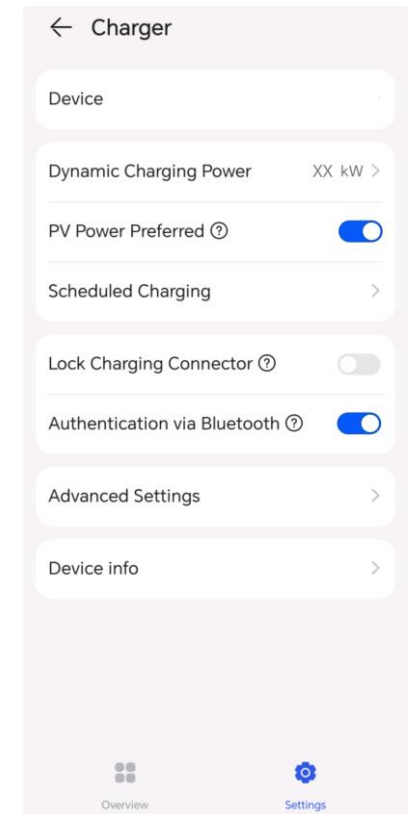 Charger
Device
Dynamic Charging Power XX kW >
PV Power Preferred ?
Scheduled Charging >
Lock Charging Connector ?
Authentication via Bluetooth ?
Advanced Settings >
Device info >
Overview Settings